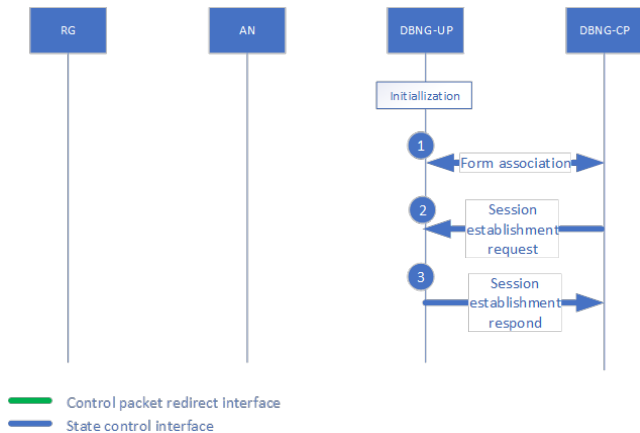 RG
AN
DBNG-UP
DBNG-CP
Initiallization
1
Form association
2
Session
establishment
request
3
Session
establishment
respond
Control packet redirect interface
State control interface